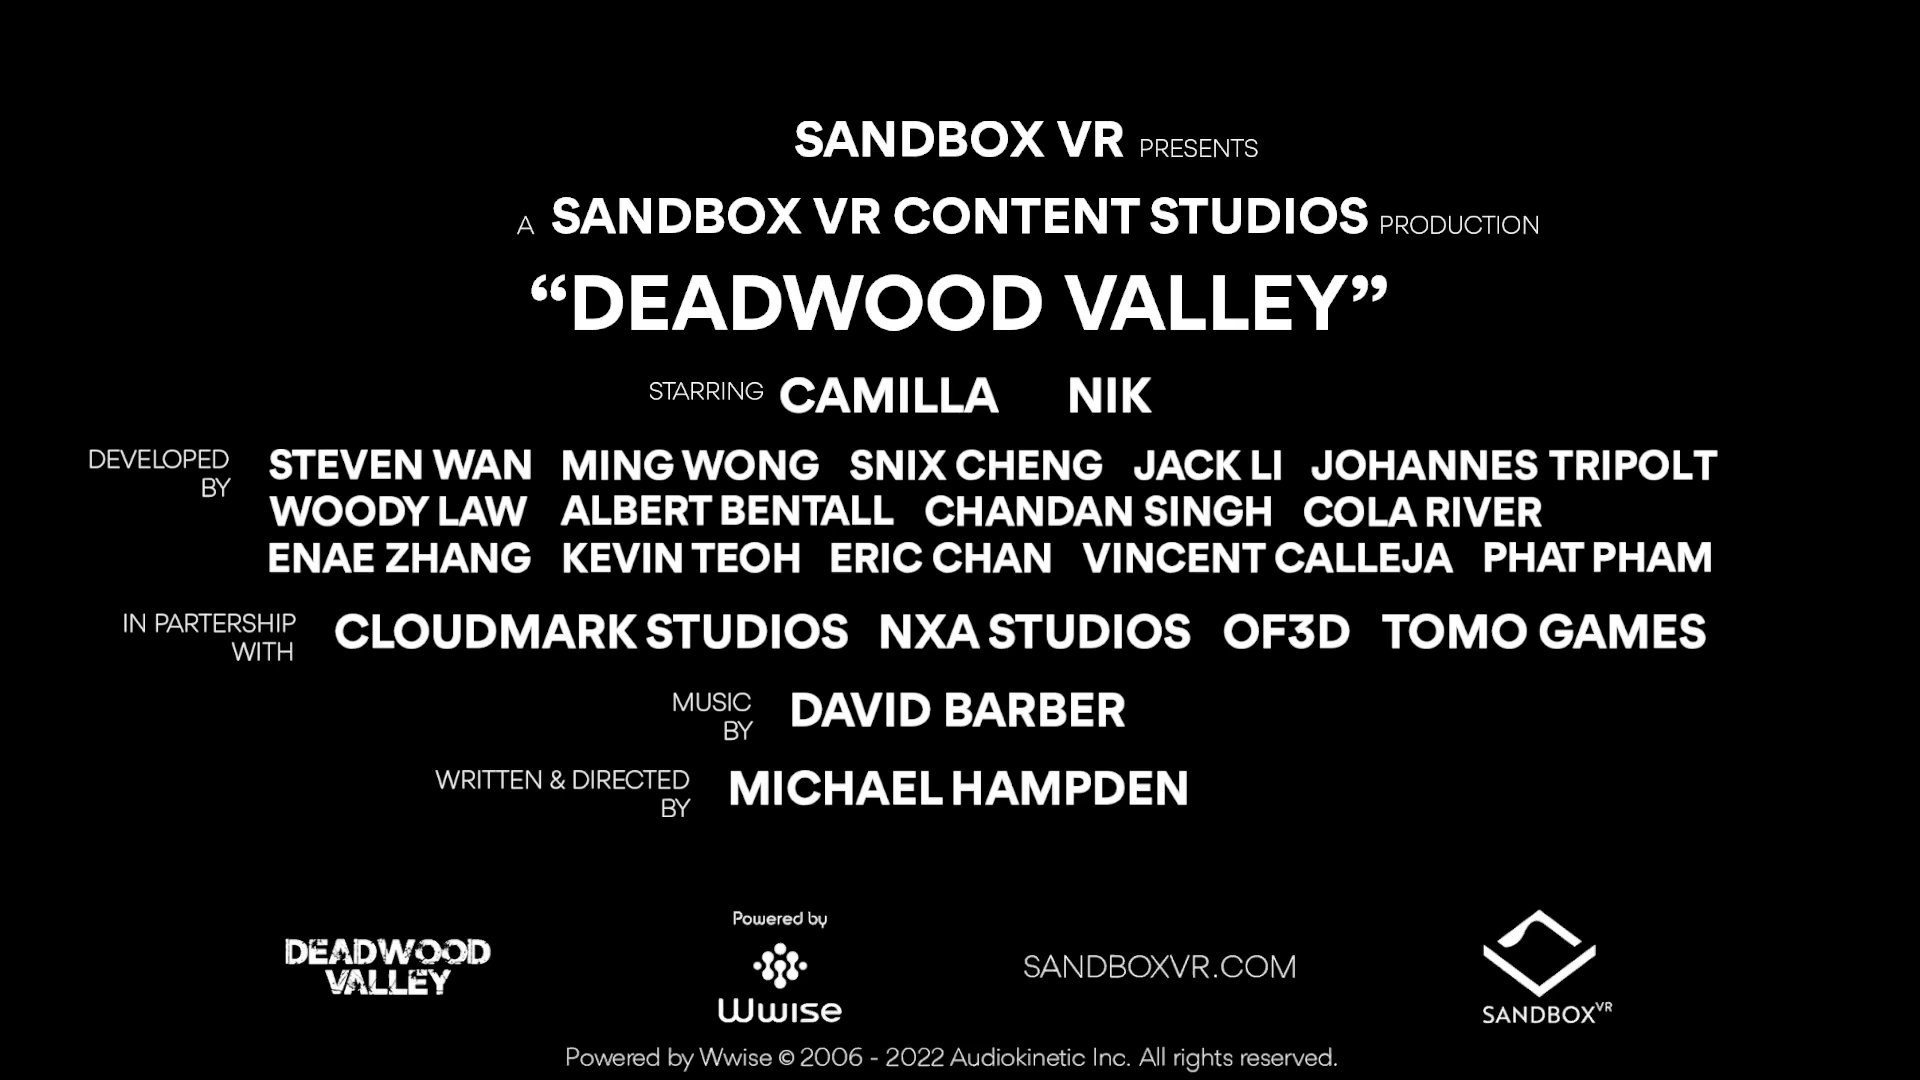 SANDBOX VR PRESENTS
A SANDBOX VR CONTENT STUDIOS PRODUCTION
“DEADWOOD VALLEY”
STARRING CAMILLA NIK
DEVELOPED BY
STEVEN WAN MING WONG SNIX CHENG JACK LI JOHANNES TRIPOLT
WOODY LAW ALBERT BENTALL CHANDAN SINGH COLA RIVER
ENAE ZHANG KEVIN TEOH ERIC CHAN VINCENT CALLEJA PHAT PHAM
IN PARTERSHIP WITH
CLOUDMARK STUDIOS NXA STUDIOS OF3D TOMO GAMES
MUSIC BY
DAVID BARBER
WRITTEN & DIRECTED BY
MICHAEL HAMPDEN
DEADWOOD
VALLEY
Powered by
Wwise
SANDBOXVR.COM
SANDBOXVR
Powered by Wwise © 2006 - 2022 Audiokinetic Inc. All rights reserved.